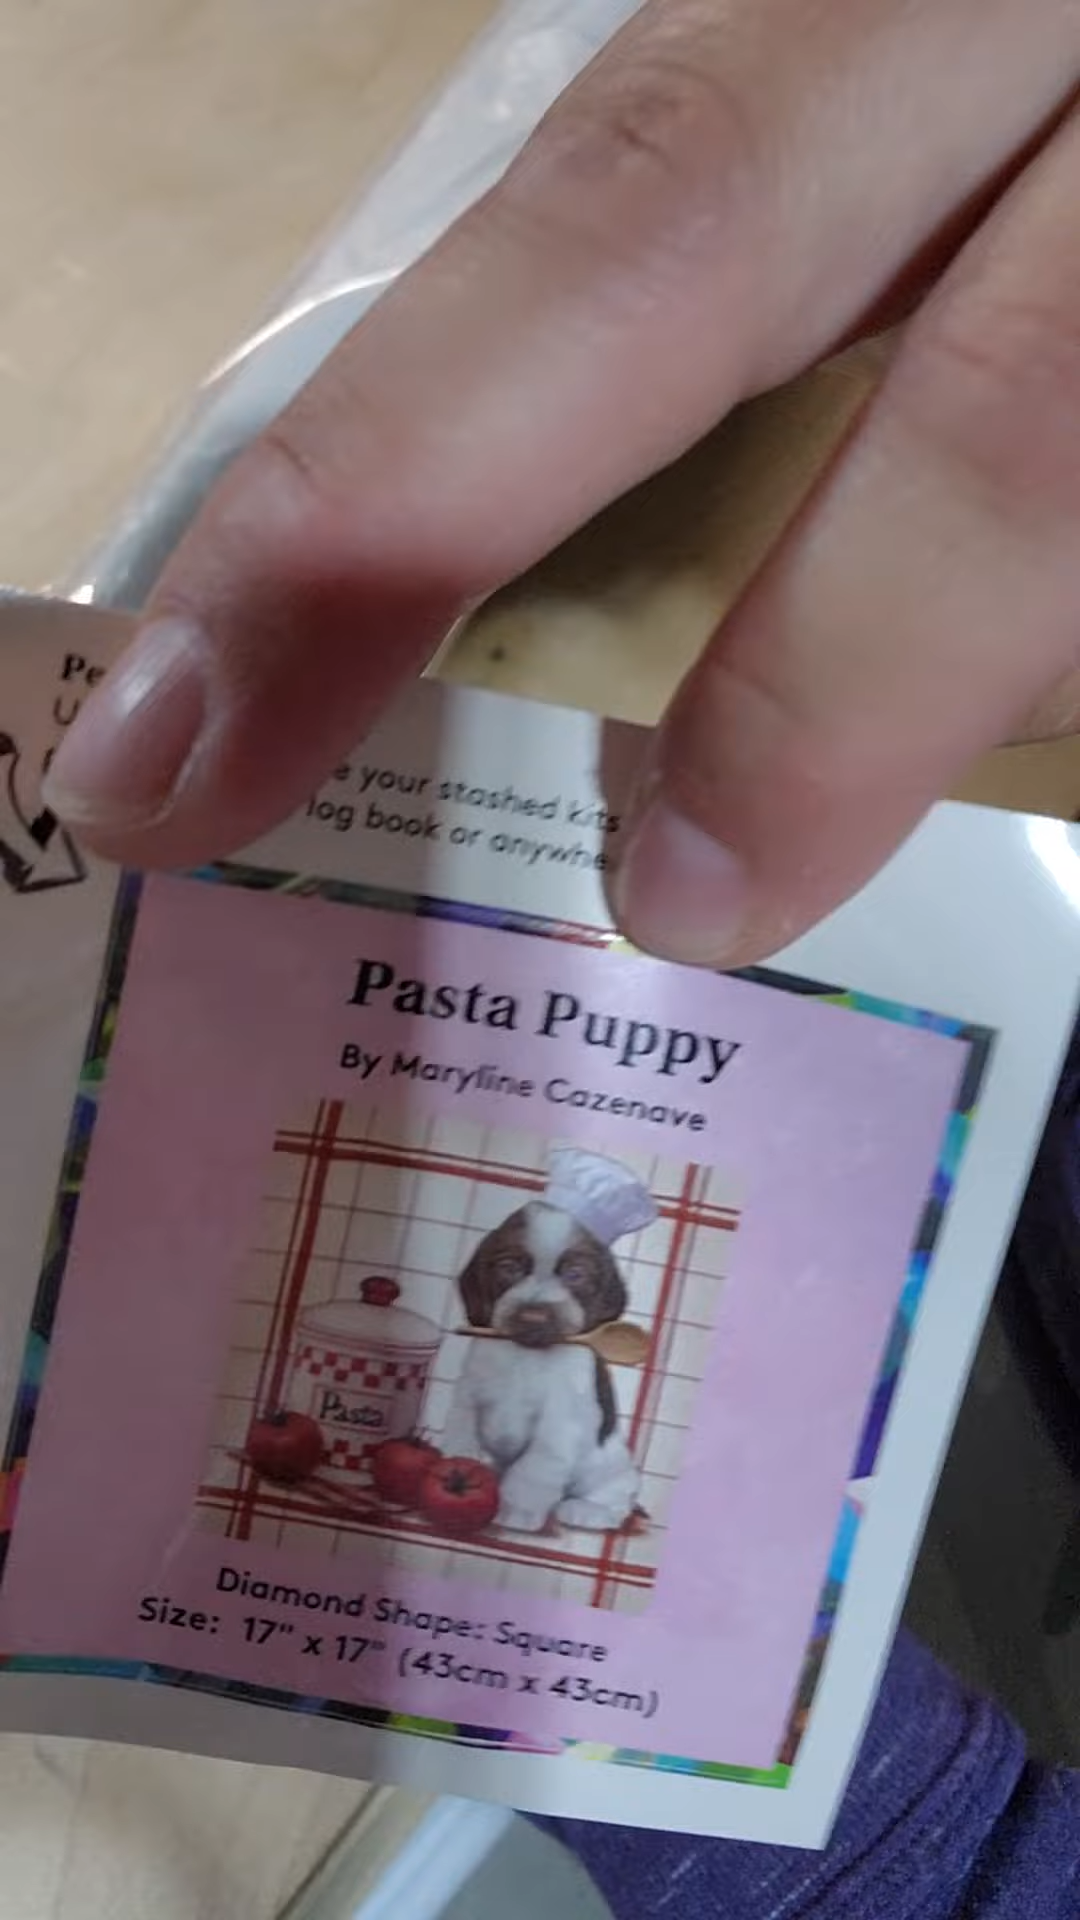 Pe
U
e your stashed kits
log book or anywhe
Pasta Puppy
By Maryline Cazenave
Pasta
Diamond Shape: Square
Size: 17" x 17" (43cm x 43cm)